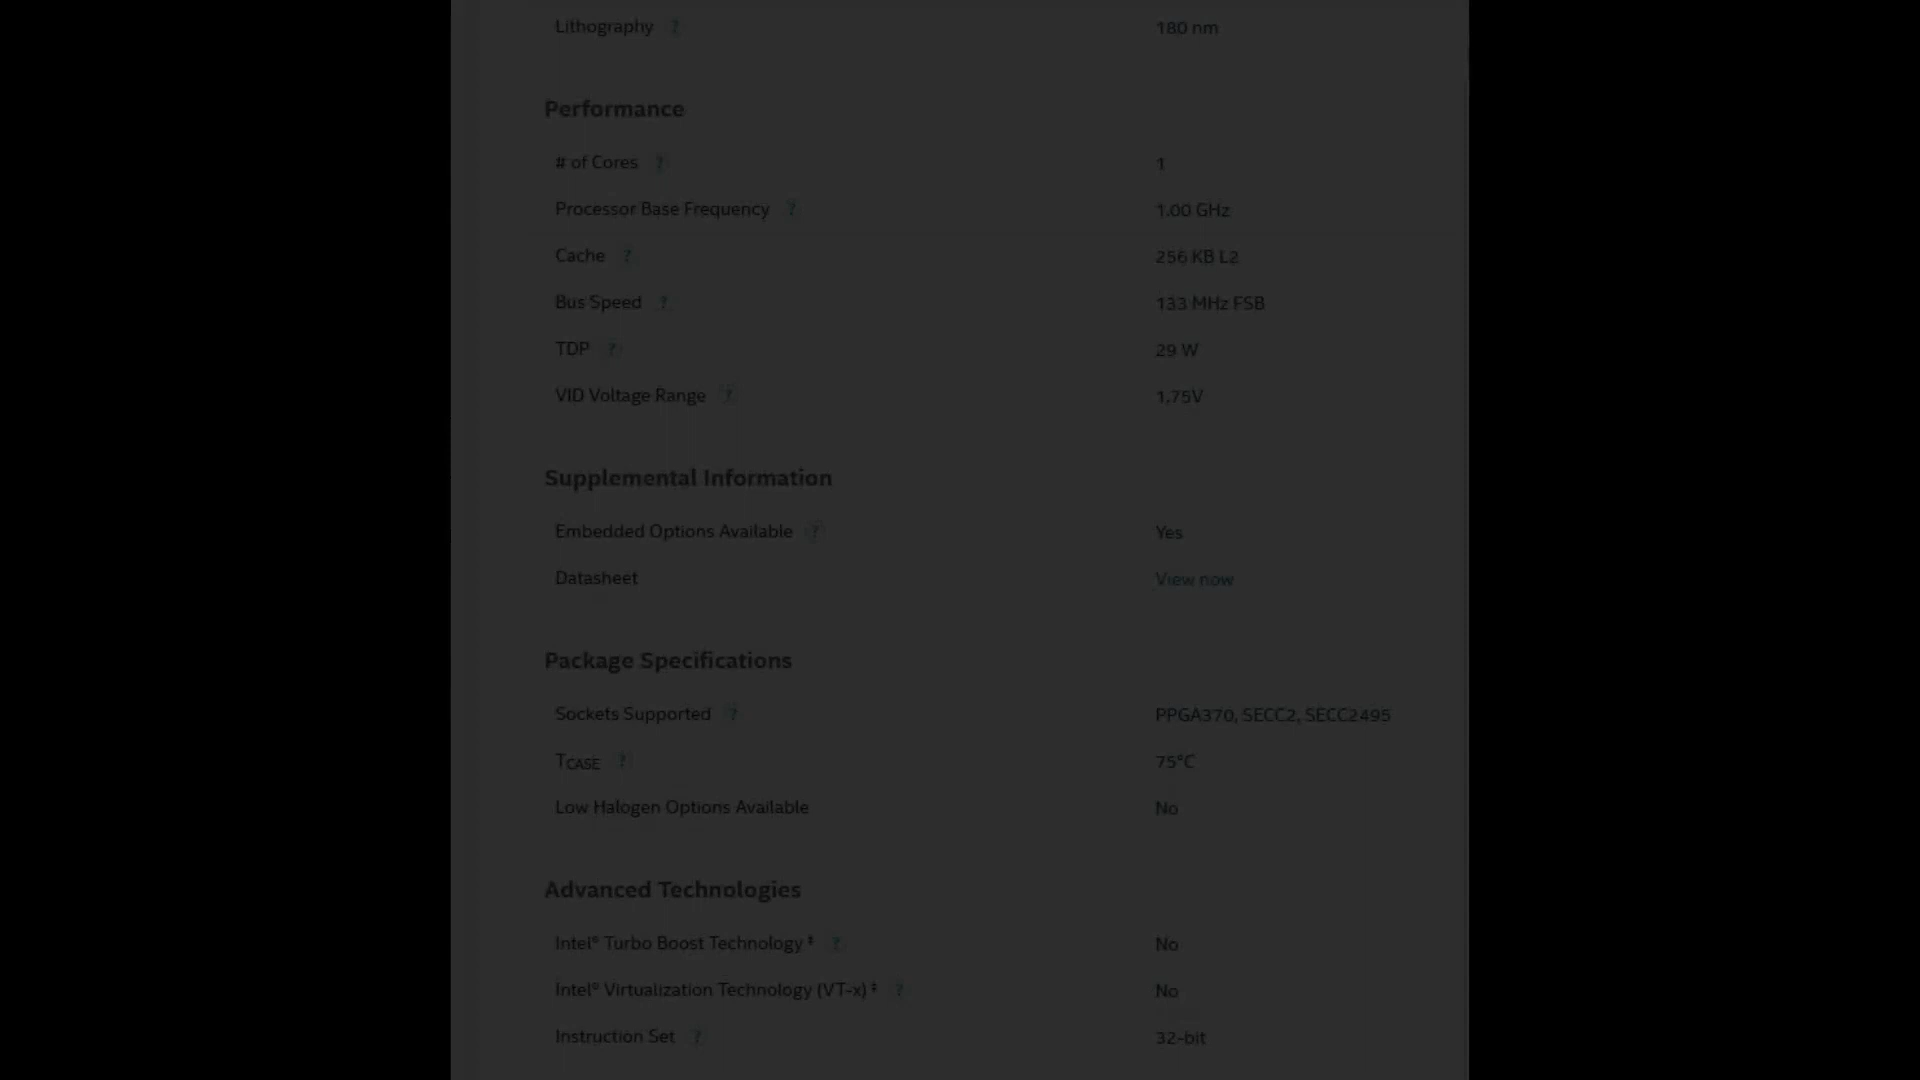 Lithography ? 180 nm
Performance
# of Cores ? 1
Processor Base Frequency ? 1.00 GHz
Cache ? 256 KB L2
Bus Speed ? 133 MHz FSB
TDP ? 29 W
VID Voltage Range ? 1.75V
Supplemental Information
Embedded Options Available ? Yes
Datasheet View now
Package Specifications
Sockets Supported ? PPGA370, SECC2, SECC2495
TCASE ? 75°C
Low Halogen Options Available No
Advanced Technologies
Intel® Turbo Boost Technology ‡ ? No
Intel® Virtualization Technology (VT-x) ‡ ? No
Instruction Set ? 32-bit